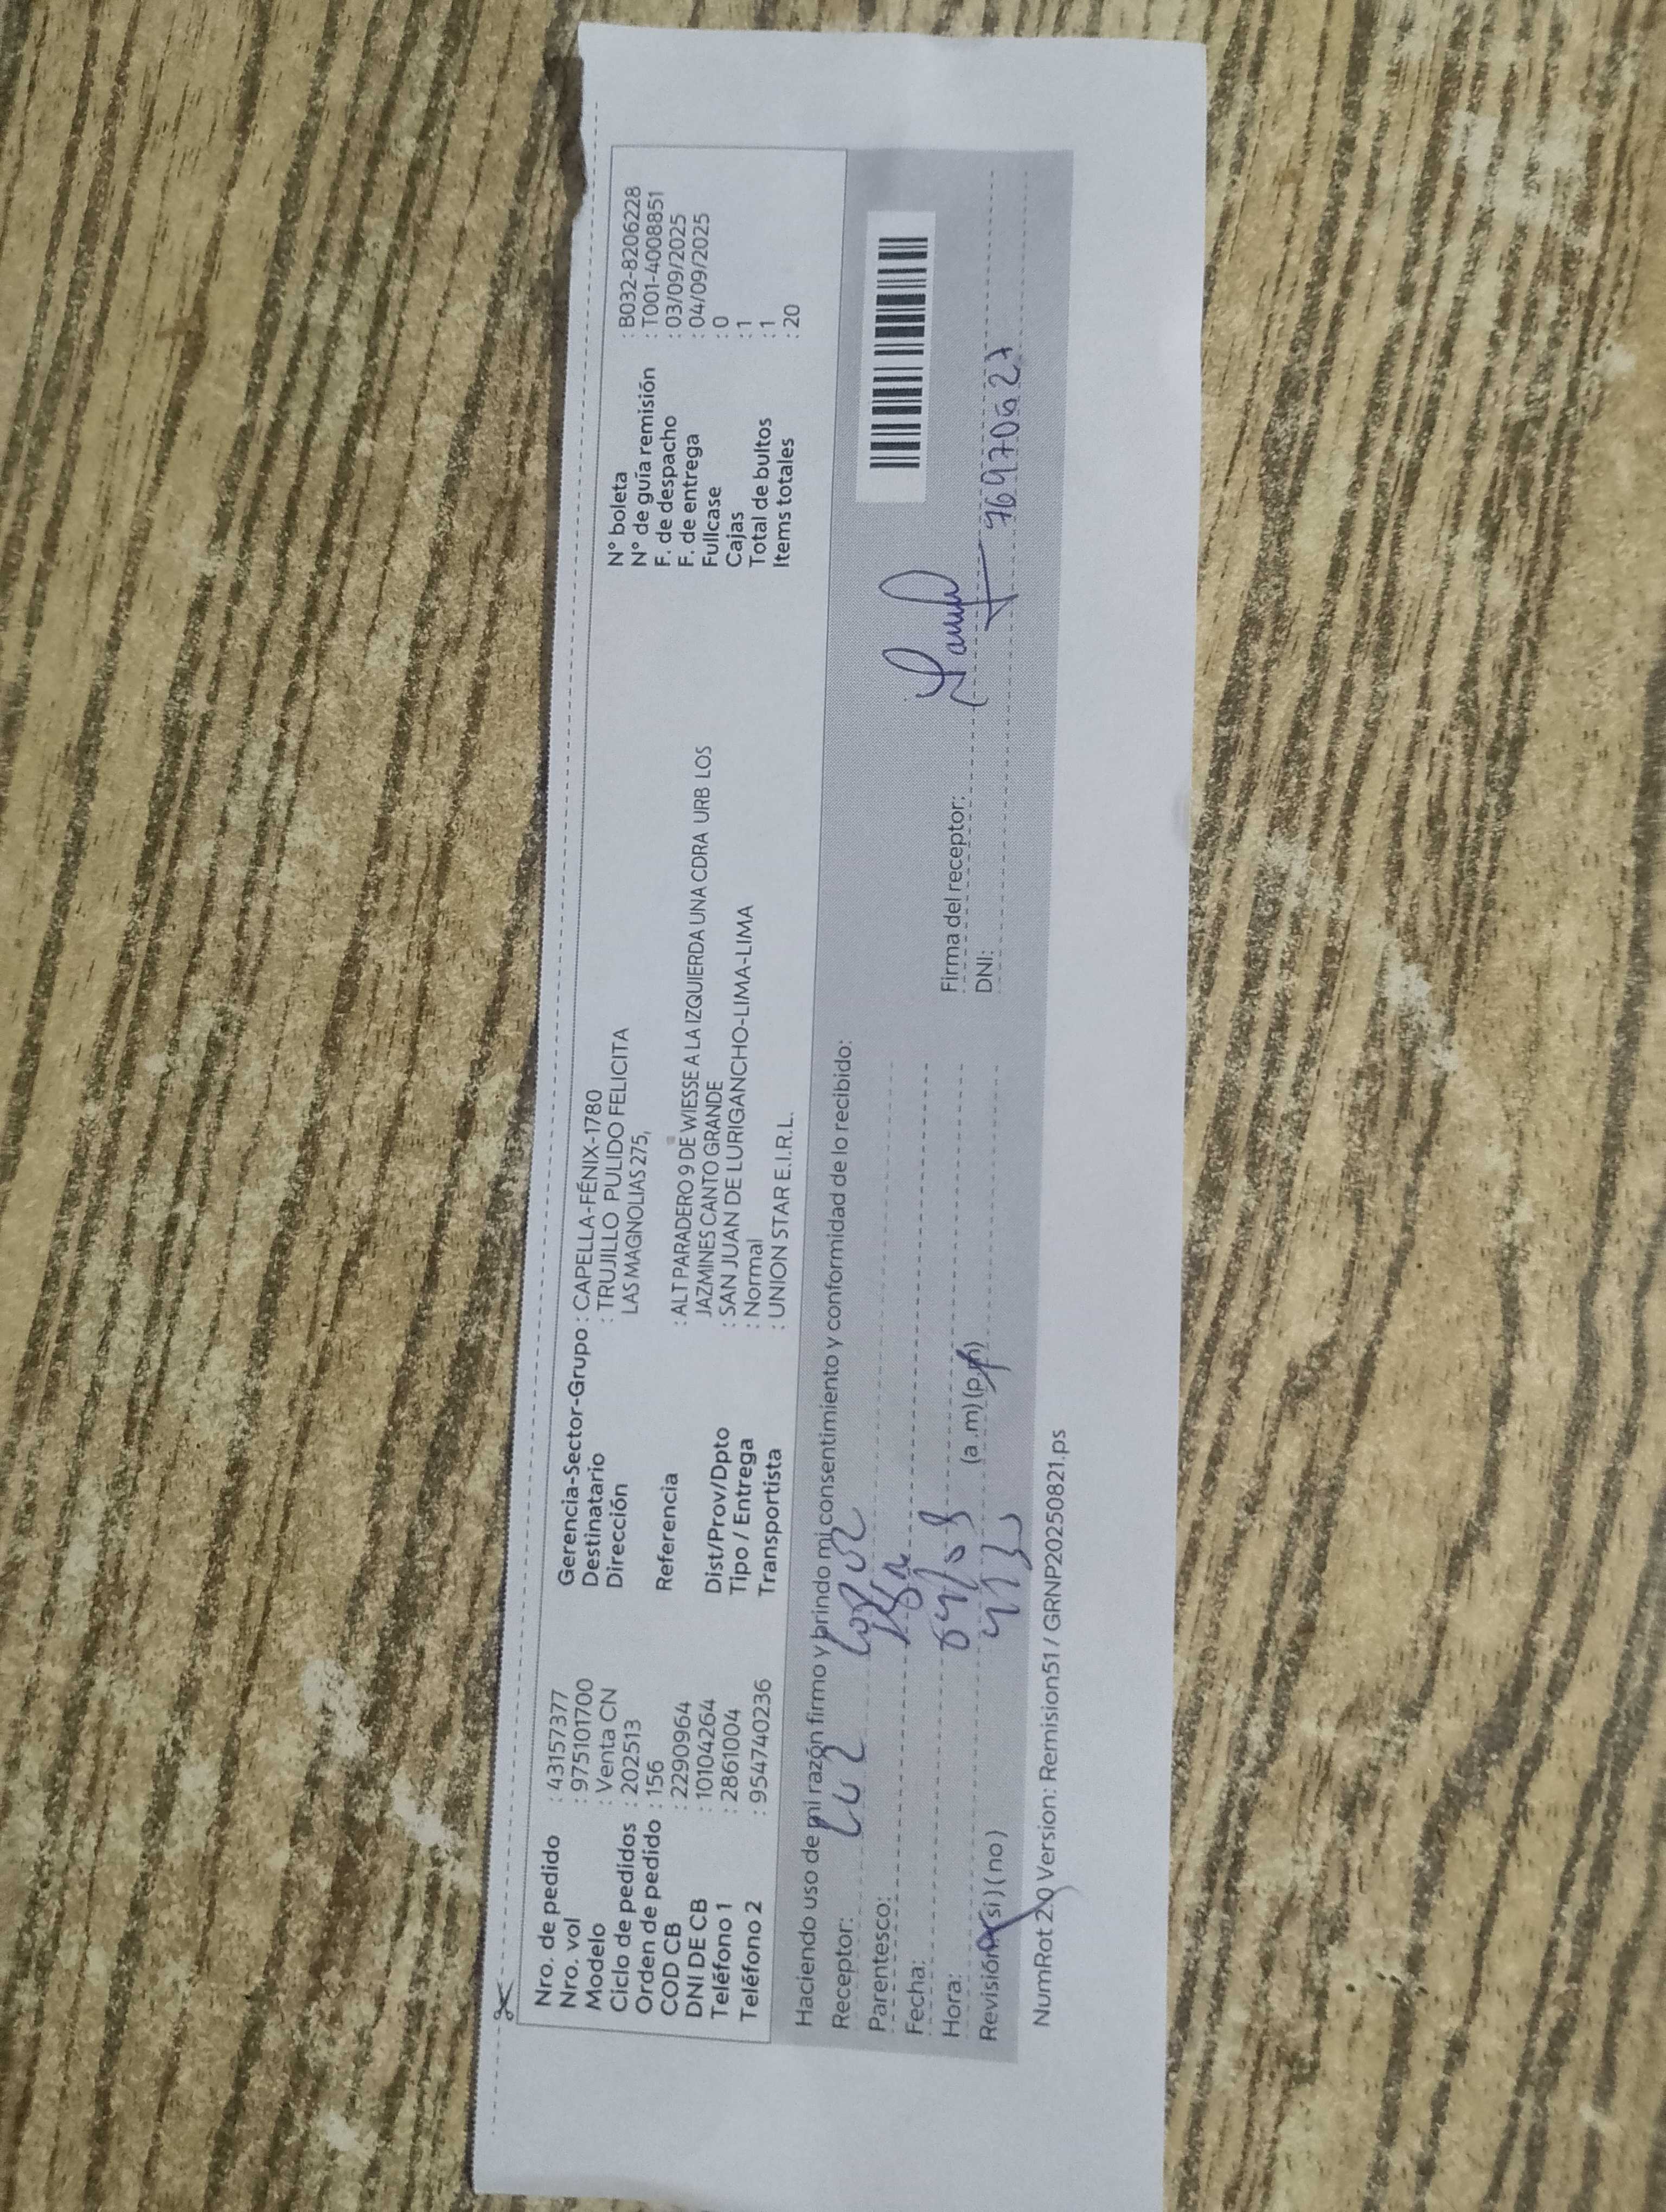 Nro. de pedido : 43157377
Nro. vol : 975101700
Modelo : Venta CN
Ciclo de pedidos : 202513
Orden de pedido : 156
COD CB : 2290964
DNI DE CB : 10104264
Teléfono 1 : 2861004
Teléfono 2 : 954740236
Gerencia-Sector-Grupo : CAPELLA-FÉNIX-1780
Destinatario : TRUJILLO PULIDO FELICITA
Dirección LAS MAGNOLIAS 275,
Referencia : ALT PARADERO 9 DE WIESSE A LA IZQUIERDA UNA CDRA URB LOS
JAZMINES CANTO GRANDE
Dist/Prov/Dpto : SAN JUAN DE LURIGANCHO-LIMA-LIMA
Tipo / Entrega : Normal
Transportista : UNION STAR E.I.R.L.
N° boleta : B032-8206228
N° de guía remisión : T001-4008851
F. de despacho : 03/09/2025
F. de entrega : 04/09/2025
Fullcase : 0
Cajas : 1
Total de bultos : 1
Items totales : 20
Haciendo uso de mi razón firmo y brindo mi consentimiento y conformidad de lo recibido:
Receptor: Luz
Parentesco:
Fecha: 04/09
Hora: (a .m) (p.m)
Revisión (si) (no)
Firma del receptor:
DNI:
NumRot 2.0 Version: Remision51 / GRNP20250821.ps